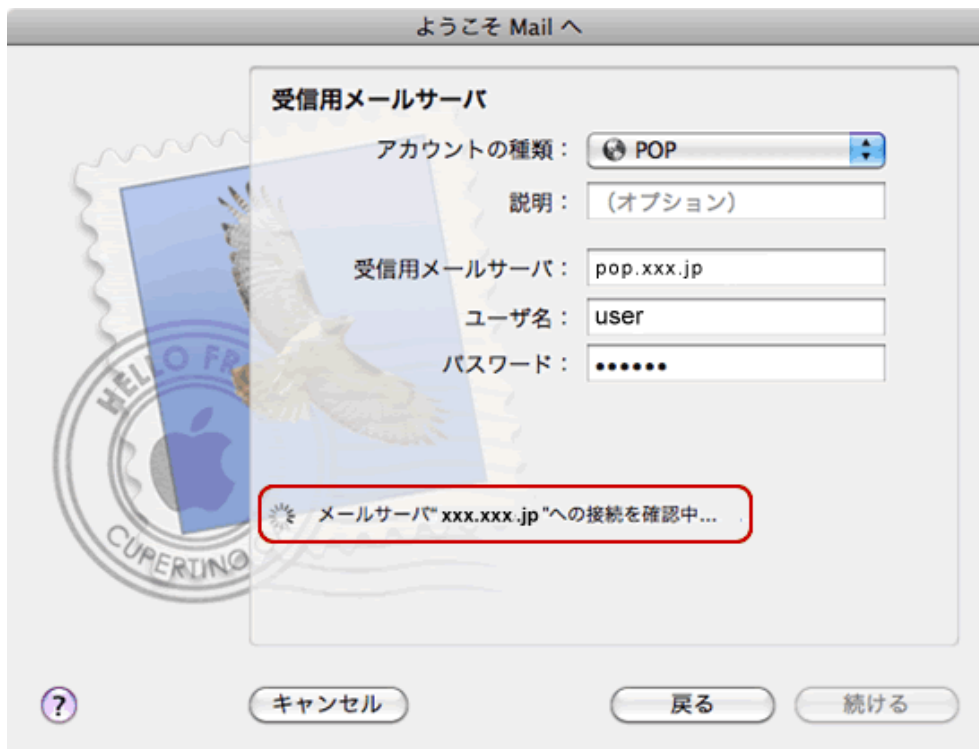 ようこそ Mail へ
受信用メールサーバ
アカウントの種類： POP
説明： （オプション）
受信用メールサーバ： pop.xxx.jp
ユーザ名： user
パスワード： ••••••
HELLO FR
メールサーバ“xxx.xxx.jp”への接続を確認中...
CUPERTINO
? キャンセル 戻る 続ける